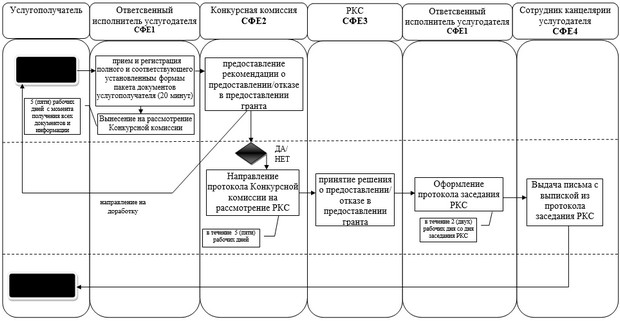 Услугополучатель
Ответсвенный
исполнитель услугодателя
СФЕ1
Конкурсная комиссия
СФЕ2
РКС
СФЕ3
Ответсвенный
исполнитель услугодателя
СФЕ1
Сотрудник канцелярии
услугодателя
СФЕ4
прием и регистрация
полного и соответствующего
установленным формам
пакета документов
услугополучателя (20 минут)
предоставление
рекомендации о
предоставлении/отказе
в предоставлении
гранта
5 (пяти) рабочих
дней с момента
получения всех
документов и
информации
Вынесение на рассмотрение
Конкурсной комиссии
ДА/
НЕТ
направление на
доработку
Направление
протокола Конкурсной
комиссии на
рассмотрение РКС
в течение 5 (пяти)
рабочих дней
принятие решения
о предоставлении/
отказе в
предоставлении
гранта
Оформление
протокола заседания
РКС
в течение 2 (двух)
рабочих дня со дня
заседания РКС
Выдача письма с
выпиской из
протокола
заседания РКС